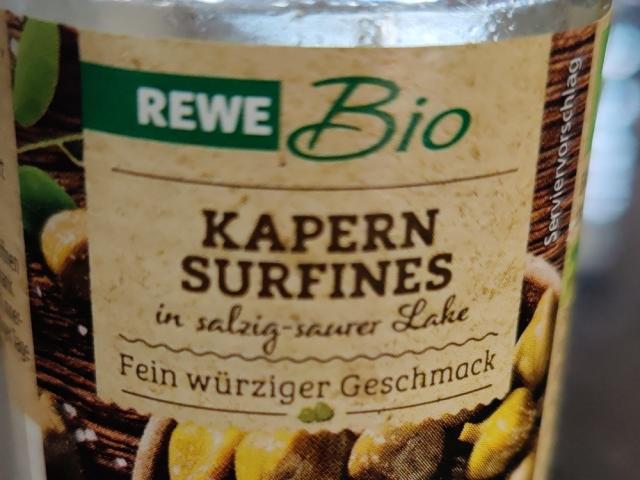 REWE Bio
KAPERN
SURFINES
in salzig-saurer Lake
Fein würziger Geschmack
Serviervorschlag